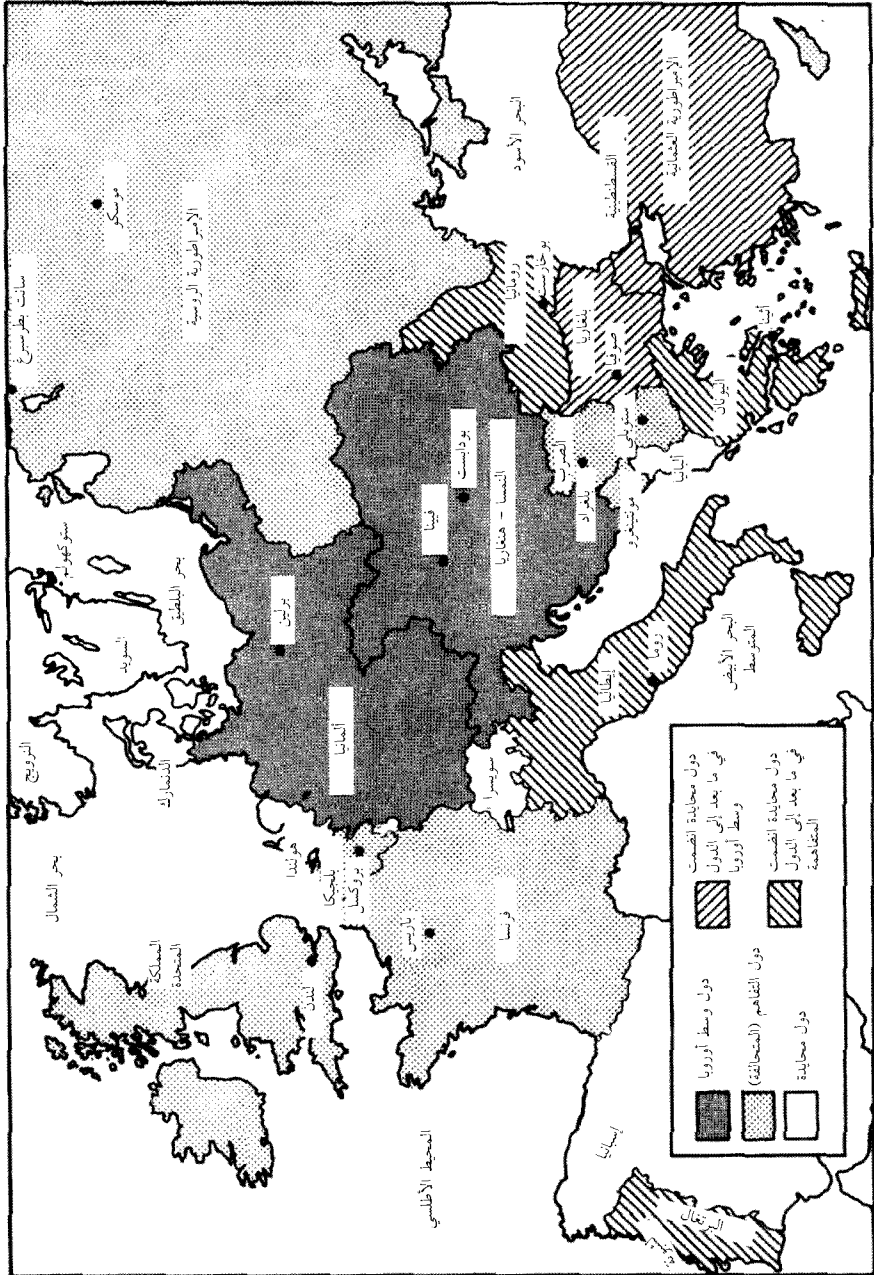 النرويج
السويد
ستوكهولم
سانت بطرسبرغ
موسكو
الإمبراطورية الروسية
بحر الشمال
الدنمارك
بحر البلطيق
المملكة
المتحدة
لندن
هولندا
بلجيكا
بروكسل
برلين
ألمانيا
باريس
فرنسا
سويسرا
فيينا
بودابست
النمسا - هنغاريا
المحيط الأطلسي
البحر الأسود
رومانيا
بوخارست
بلغاريا
صوفيا
الصرب
بلغراد
مونتينغرو
ستوبيالي
ألبانيا
اليونان
أثينا
القسطنطينية
الإمبراطورية العثمانية
إيطاليا
روما
البحر الأبيض
المتوسط
إسبانيا
البرتغال
دول وسط أوروبا
دول التفاهم (المتحالفة)
دول محايدة
دول محايدة انضمت
في ما بعد إلى الدول
وسط أوروبا
دول محايدة انضمت
في ما بعد إلى الدول
المتفاهمة